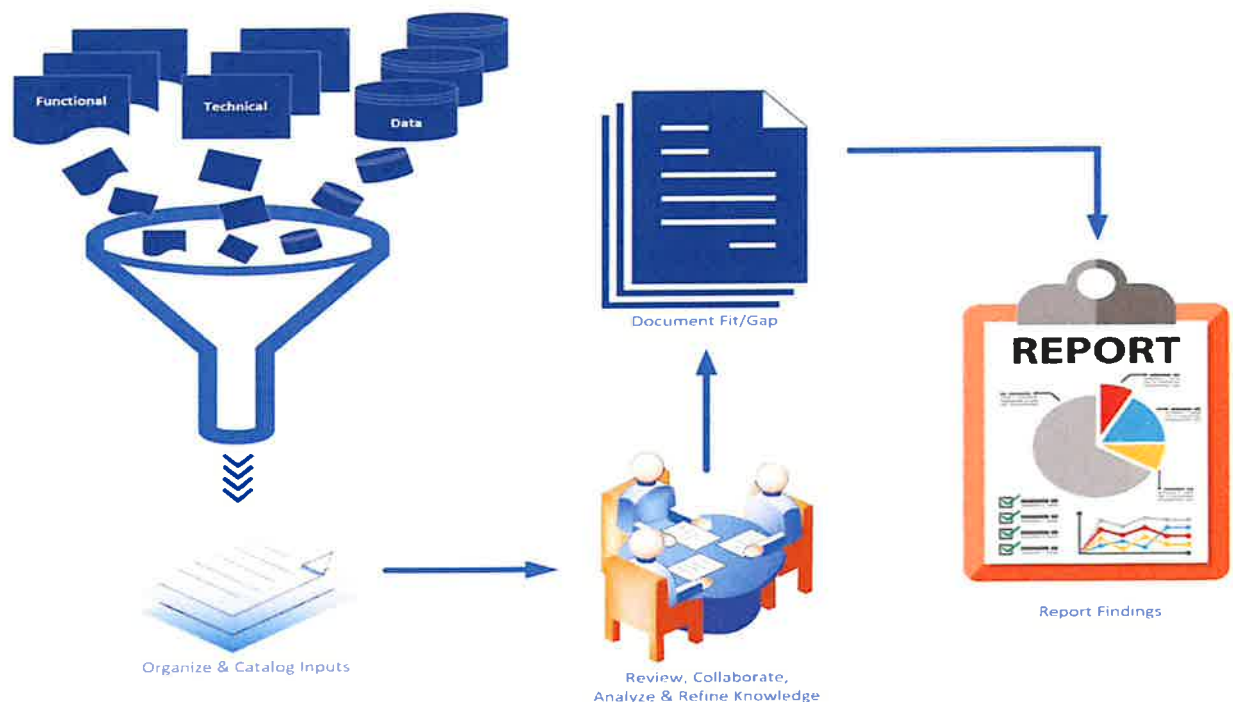 Functional
Technical
Data
Document Fit/Gap
REPORT
Organize & Catalog Inputs
Review, Collaborate,
Analyze & Refine Knowledge
Report Findings